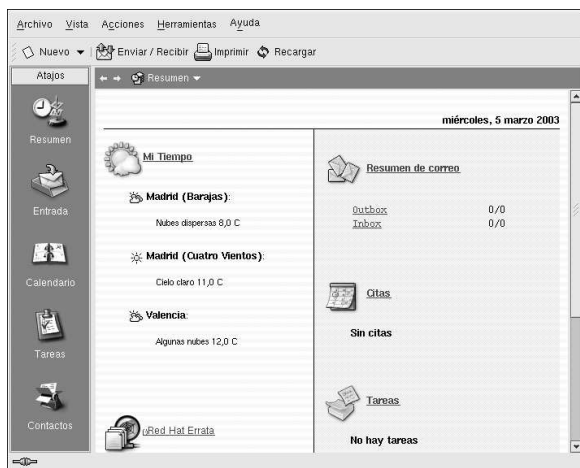 Archivo Vista Acciones Herramientas Ayuda
Nuevo Enviar / Recibir Imprimir Recargar
Atajos
Resumen
Resumen
Entrada
Calendario
Tareas
Contactos
miércoles, 5 marzo 2003
Mi Tiempo
Madrid (Barajas):
Nubes dispersas 8,0 C
Madrid (Cuatro Vientos):
Cielo claro 11,0 C
Valencia:
Algunas nubes 12,0 C
Red Hat Errata
Resumen de correo
Outbox 0/0
Inbox 0/0
Citas
Sin citas
Tareas
No hay tareas